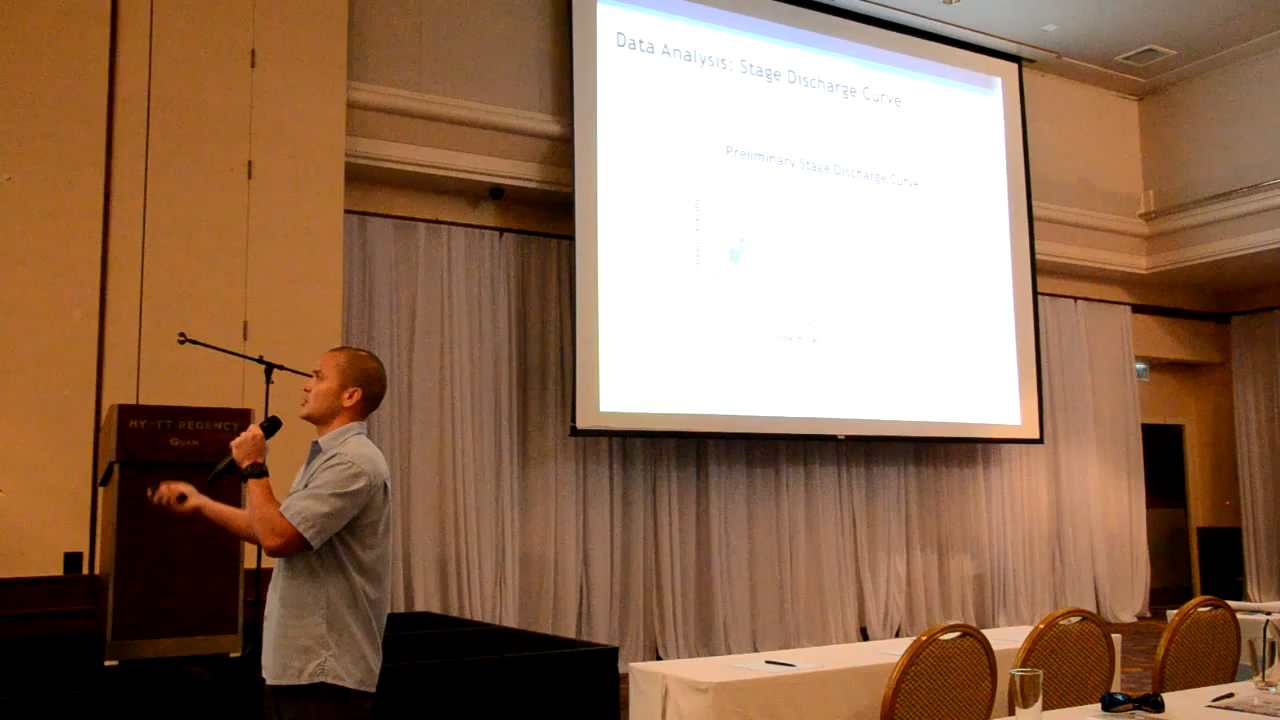 Data Analysis: Stage Discharge Curve
Preliminary Stage Discharge Curve
HYATT REGENCY
GUAM